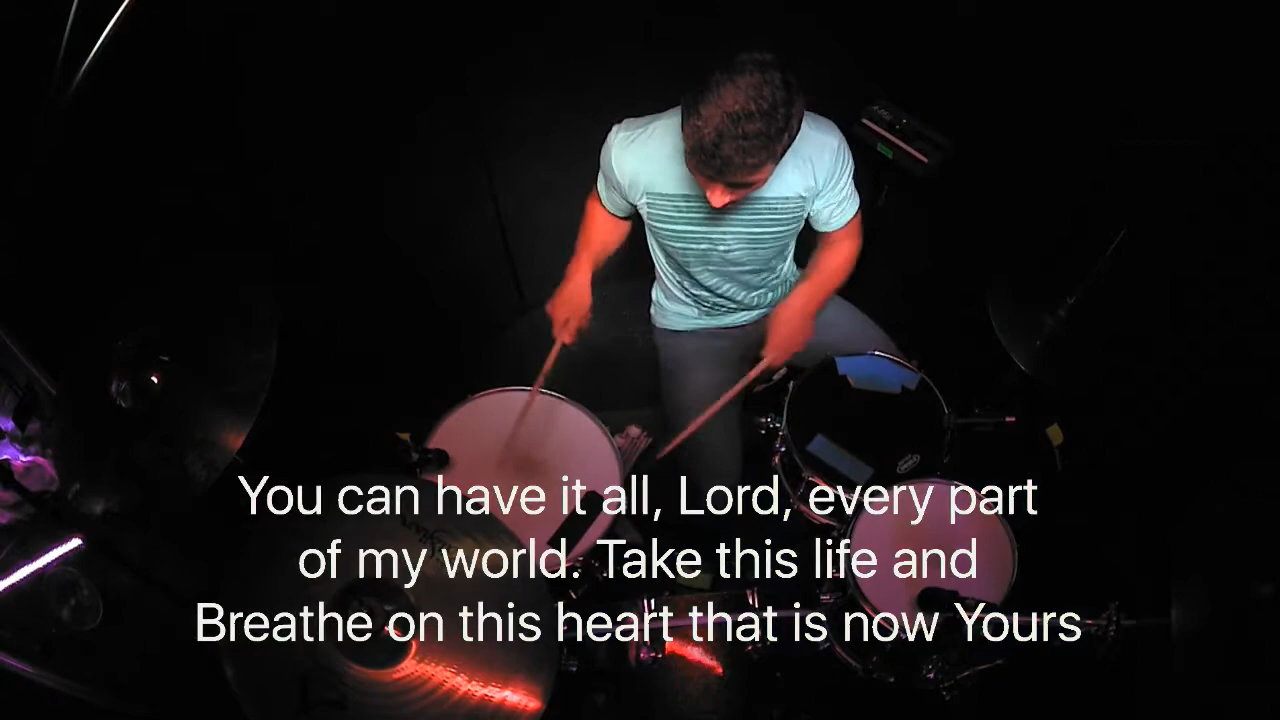 You can have it all, Lord, every part
of my world. Take this life and
Breathe on this heart that is now Yours